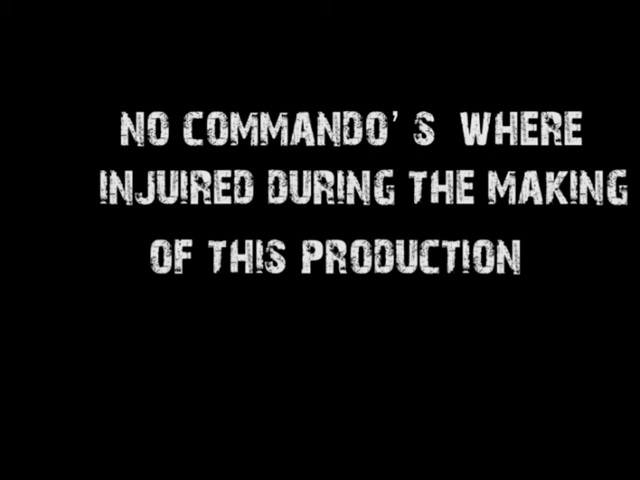 NO COMMANDO'S WHERE
INJUIRED DURING THE MAKING
OF THIS PRODUCTION